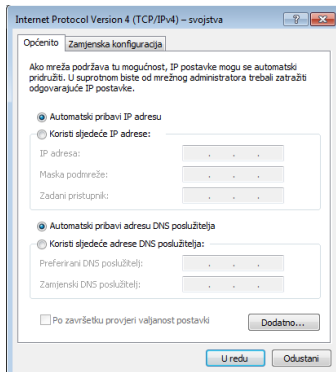 Internet Protocol Version 4 (TCP/IPv4) – svojstva
Općenito
Zamjenska konfiguracija
Ako mreža podržava tu mogućnost, IP postavke mogu se automatski
pridružiti. U suprotnom biste od mrežnog administratora trebali zatražiti
odgovarajuće IP postavke.
Automatski pribavi IP adresu
Koristi sljedeće IP adrese:
IP adresa:
Maska podmreže:
Zadani pristupnik:
Automatski pribavi adresu DNS poslužitelja
Koristi sljedeće adrese DNS poslužitelja:
Preferirani DNS poslužitelj:
Zamjenski DNS poslužitelj:
Po završetku provjeri valjanost postavki
Dodatno...
U redu
Odustani